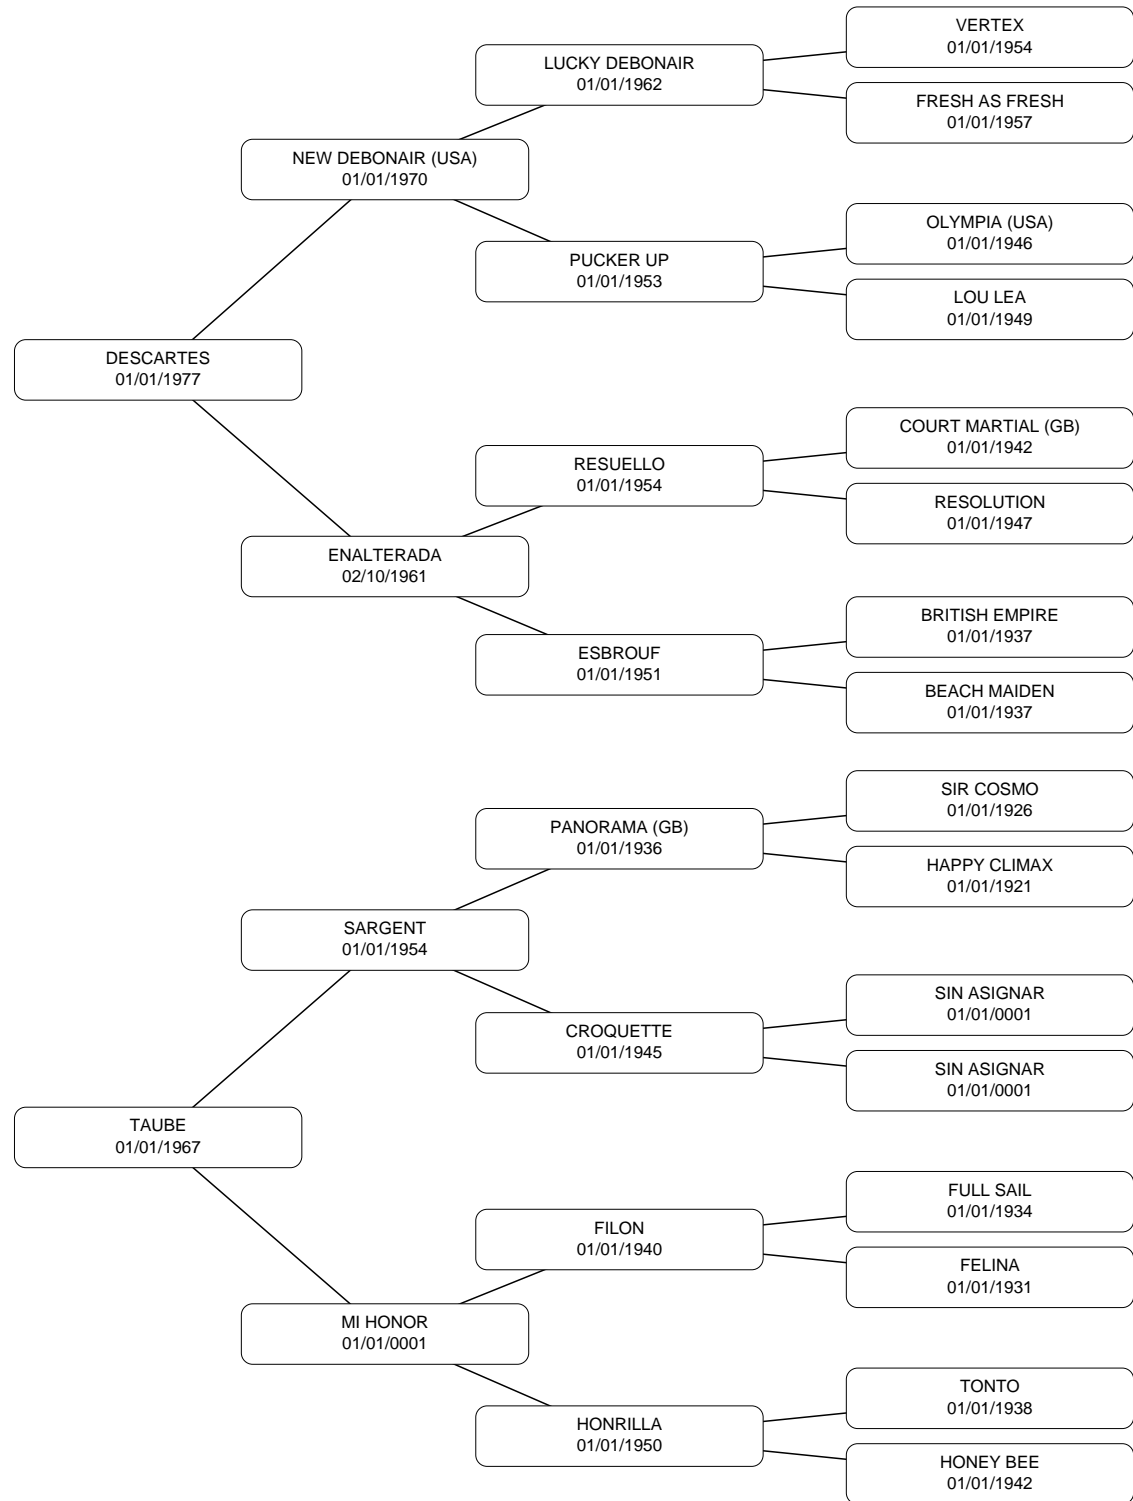 VERTEX
01/01/1954
LUCKY DEBONAIR
01/01/1962
FRESH AS FRESH
01/01/1957
NEW DEBONAIR (USA)
01/01/1970
OLYMPIA (USA)
01/01/1946
PUCKER UP
01/01/1953
LOU LEA
01/01/1949
DESCARTES
01/01/1977
COURT MARTIAL (GB)
01/01/1942
RESUELLO
01/01/1954
RESOLUTION
01/01/1947
ENALTERADA
02/10/1961
BRITISH EMPIRE
01/01/1937
ESBROUF
01/01/1951
BEACH MAIDEN
01/01/1937
SIR COSMO
01/01/1926
PANORAMA (GB)
01/01/1936
HAPPY CLIMAX
01/01/1921
SARGENT
01/01/1954
SIN ASIGNAR
01/01/0001
CROQUETTE
01/01/1945
SIN ASIGNAR
01/01/0001
TAUBE
01/01/1967
FULL SAIL
01/01/1934
FILON
01/01/1940
FELINA
01/01/1931
MI HONOR
01/01/0001
TONTO
01/01/1938
HONRILLA
01/01/1950
HONEY BEE
01/01/1942